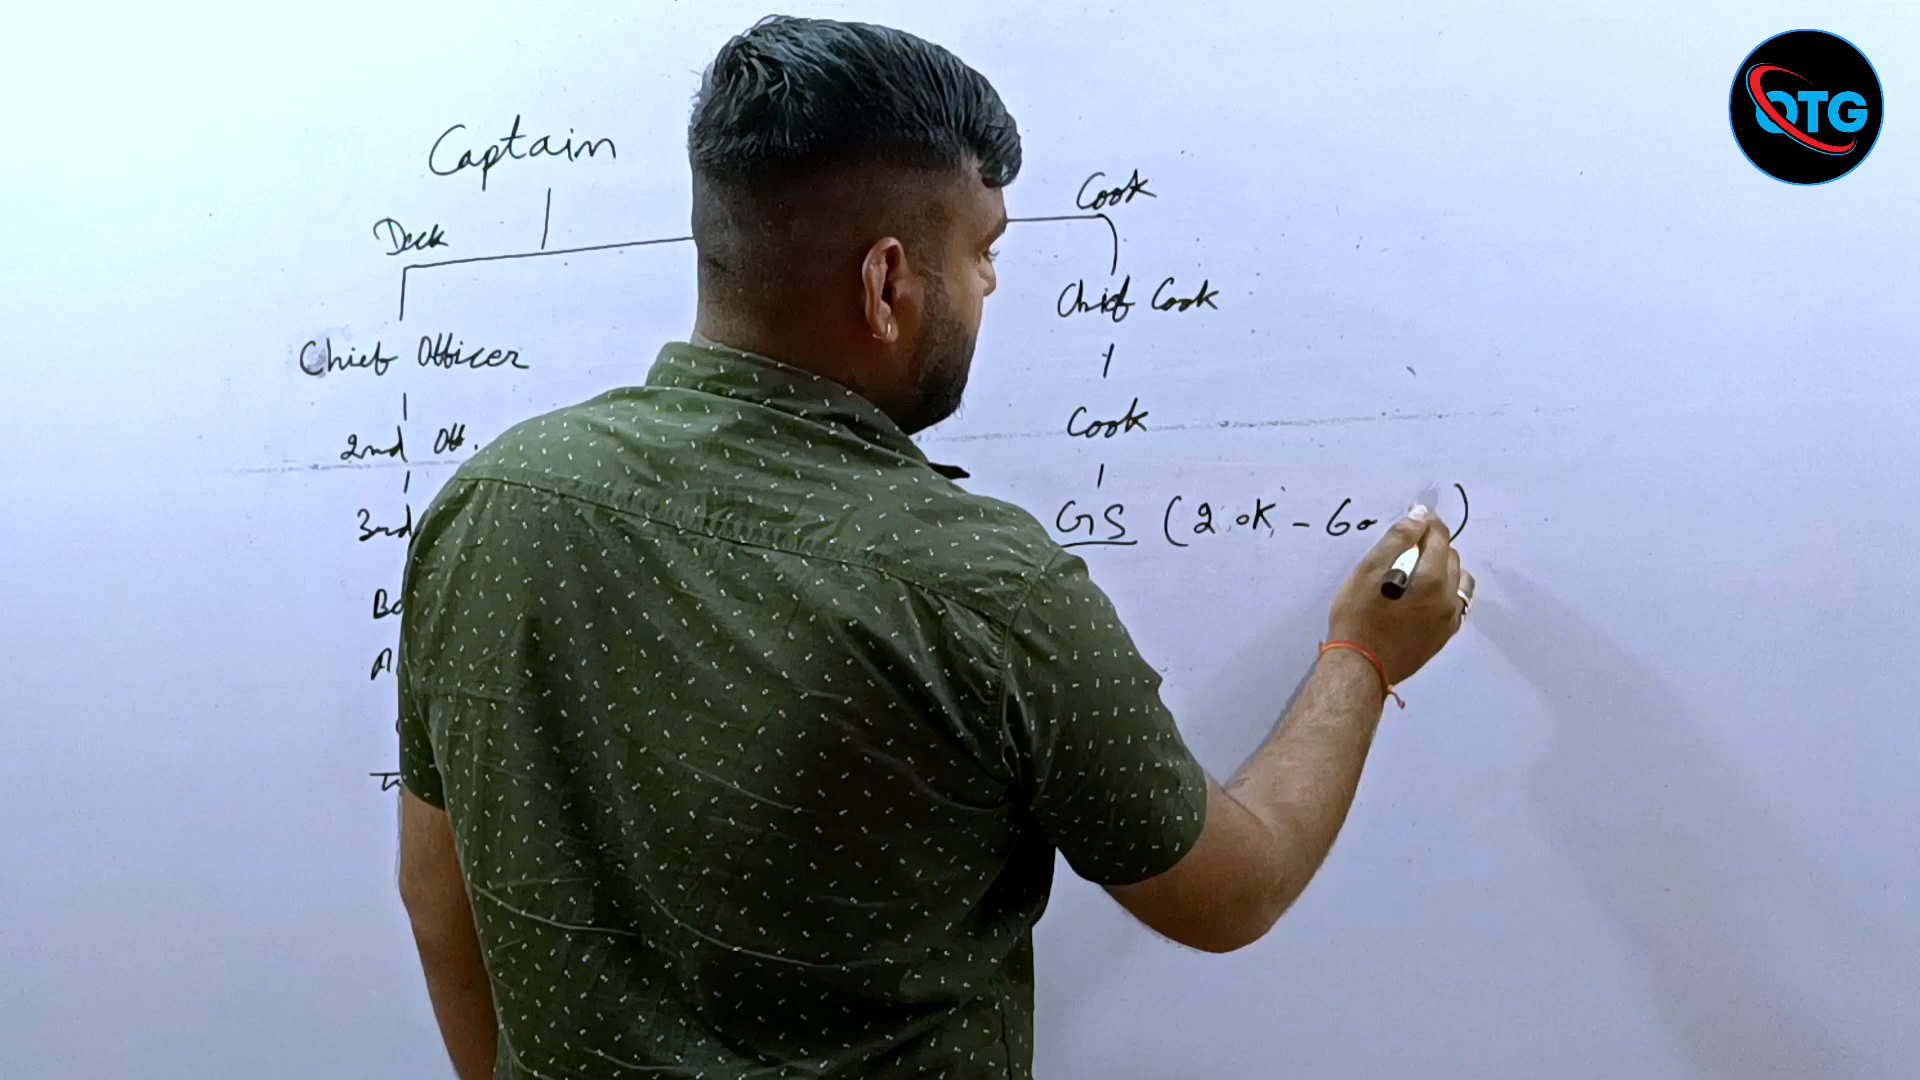 OTG
Captain
Deck
Cook
Chief Officer
2nd Off.
3rd
Chief Cook
Cook
GS (20K - 60 )